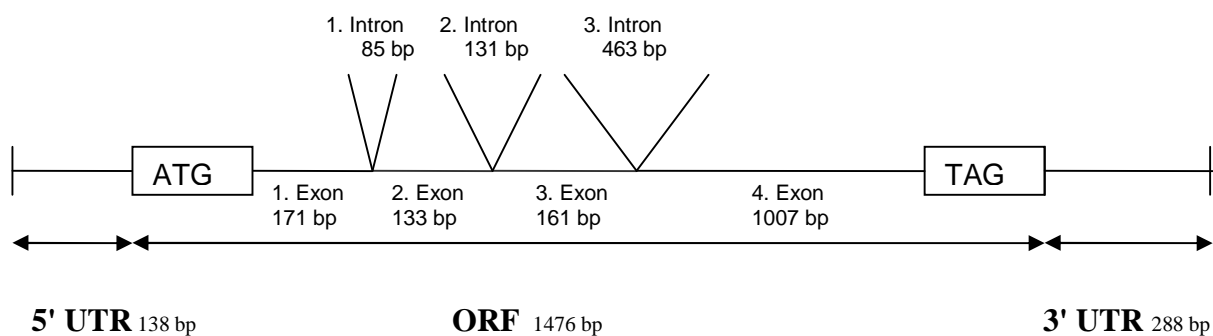 1. Intron 2. Intron 3. Intron
85 bp 131 bp 463 bp
ATG TAG
1. Exon 2. Exon 3. Exon 4. Exon
171 bp 133 bp 161 bp 1007 bp
5' UTR 138 bp ORF 1476 bp 3' UTR 288 bp